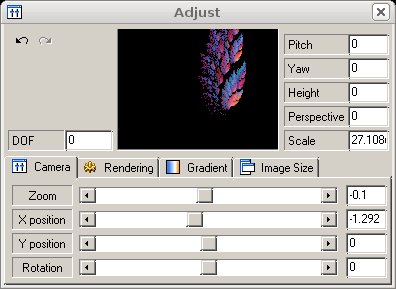 Adjust
Pitch 0
Yaw 0
Height 0
Perspective 0
DOF 0 Scale 27.108
Camera Rendering Gradient Image Size
Zoom -0.1
X position -1.292
Y position 0
Rotation 0